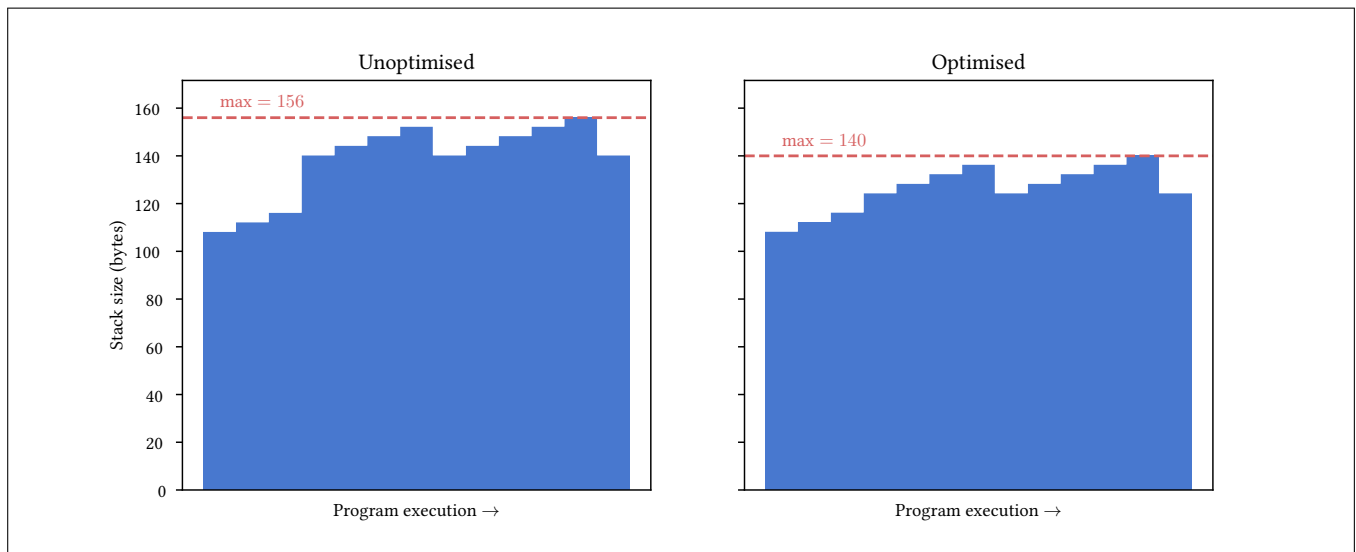 Unoptimised
max = 156
160
140
120
100
80
60
40
20
0
Stack size (bytes)
Program execution →
Optimised
max = 140
Program execution →